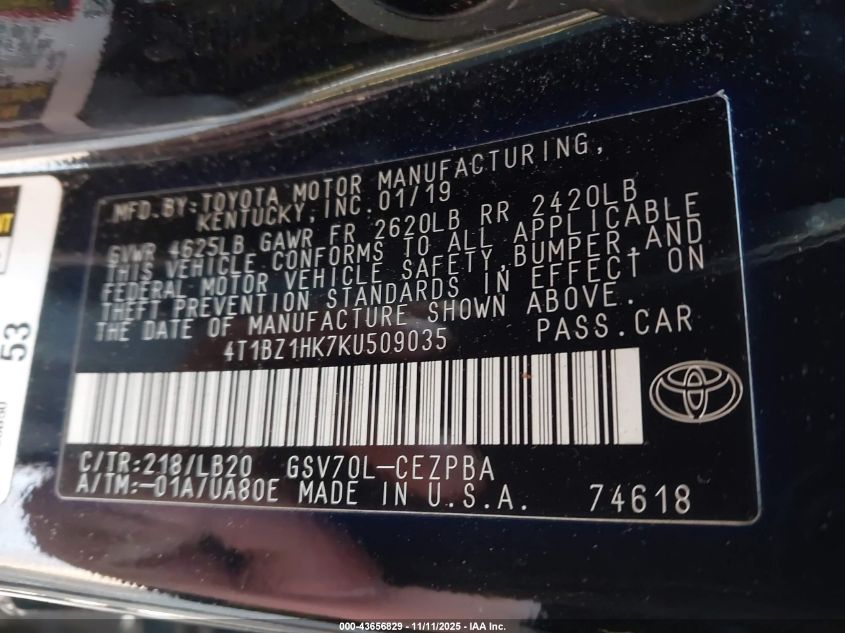 MFD. BY: TOYOTA MOTOR MANUFACTURING,
KENTUCKY, INC. 01/19
GVWR 4625LB GAWR FR 2620LB RR 2420LB
THIS VEHICLE CONFORMS TO ALL APPLICABLE
FEDERAL MOTOR VEHICLE SAFETY, BUMPER, AND
THEFT PREVENTION STANDARDS IN EFFECT ON
THE DATE OF MANUFACTURE SHOWN ABOVE.
4T1BZ1HK7KU509035 PASS. CAR
C/TR: 218/LB20 GSV70L-CEZPBA
A/TM: -01A/UA80E MADE IN U.S.A. 74618
53
000-43656829 - 11/11/2025 - IAA Inc.